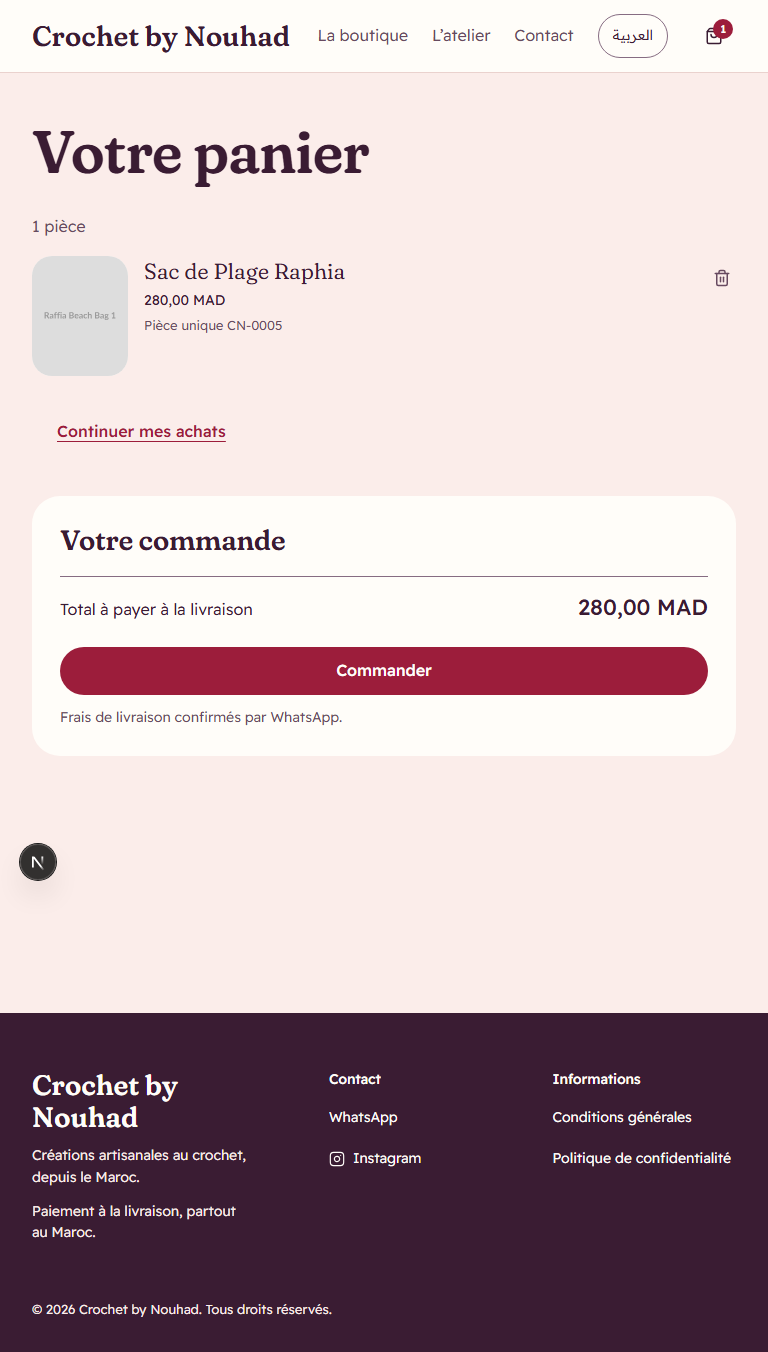 Crochet by Nouhad La boutique L’atelier Contact العربية 1
Votre panier
1 pièce
Raffia Beach Bag 1
Sac de Plage Raphia
280,00 MAD
Pièce unique CN-0005
Continuer mes achats
Votre commande
Total à payer à la livraison 280,00 MAD
Commander
Frais de livraison confirmés par WhatsApp.
N
Crochet by
Nouhad
Créations artisanales au crochet,
depuis le Maroc.
Paiement à la livraison, partout
au Maroc.
Contact
WhatsApp
Instagram
Informations
Conditions générales
Politique de confidentialité
© 2026 Crochet by Nouhad. Tous droits réservés.